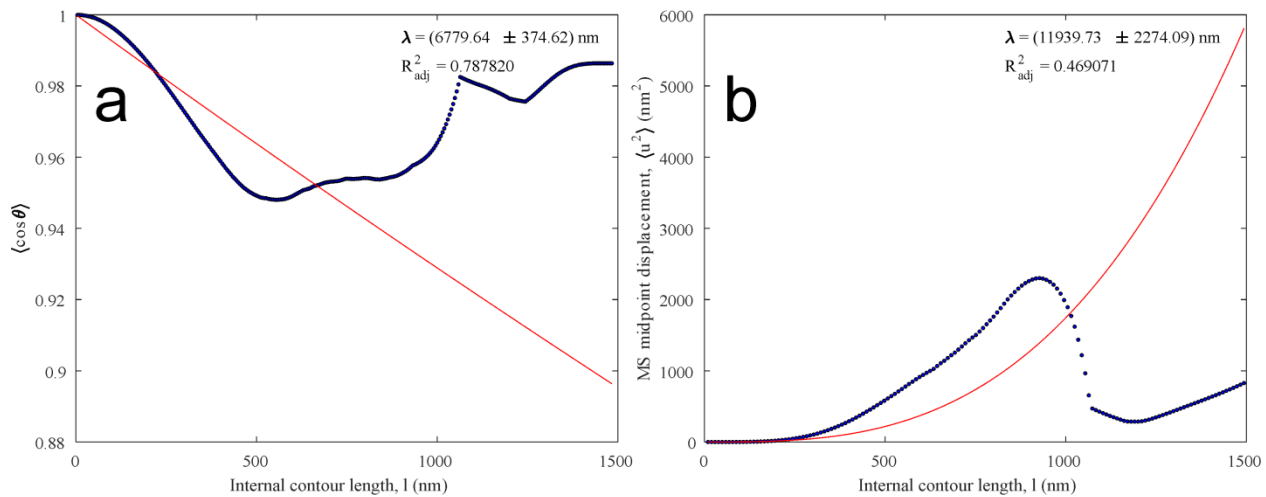 a
λ = (6779.64 ± 374.62) nm
R²adj = 0.787820
⟨cos θ⟩
1
0.98
0.96
0.94
0.92
0.9
0.88
0
500
1000
1500
Internal contour length, l (nm)
b
λ = (11939.73 ± 2274.09) nm
R²adj = 0.469071
MS midpoint displacement, ⟨u²⟩ (nm²)
6000
5000
4000
3000
2000
1000
0
0
500
1000
1500
Internal contour length, l (nm)